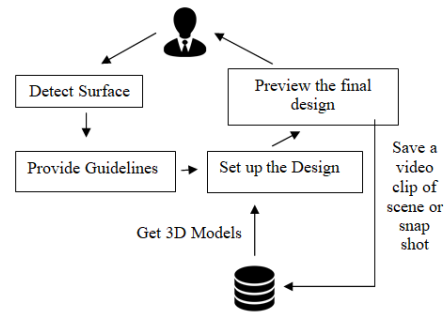 Detect Surface
Preview the final
design
Provide Guidelines
Set up the Design
Save a
video
clip of
scene or
snap
shot
Get 3D Models